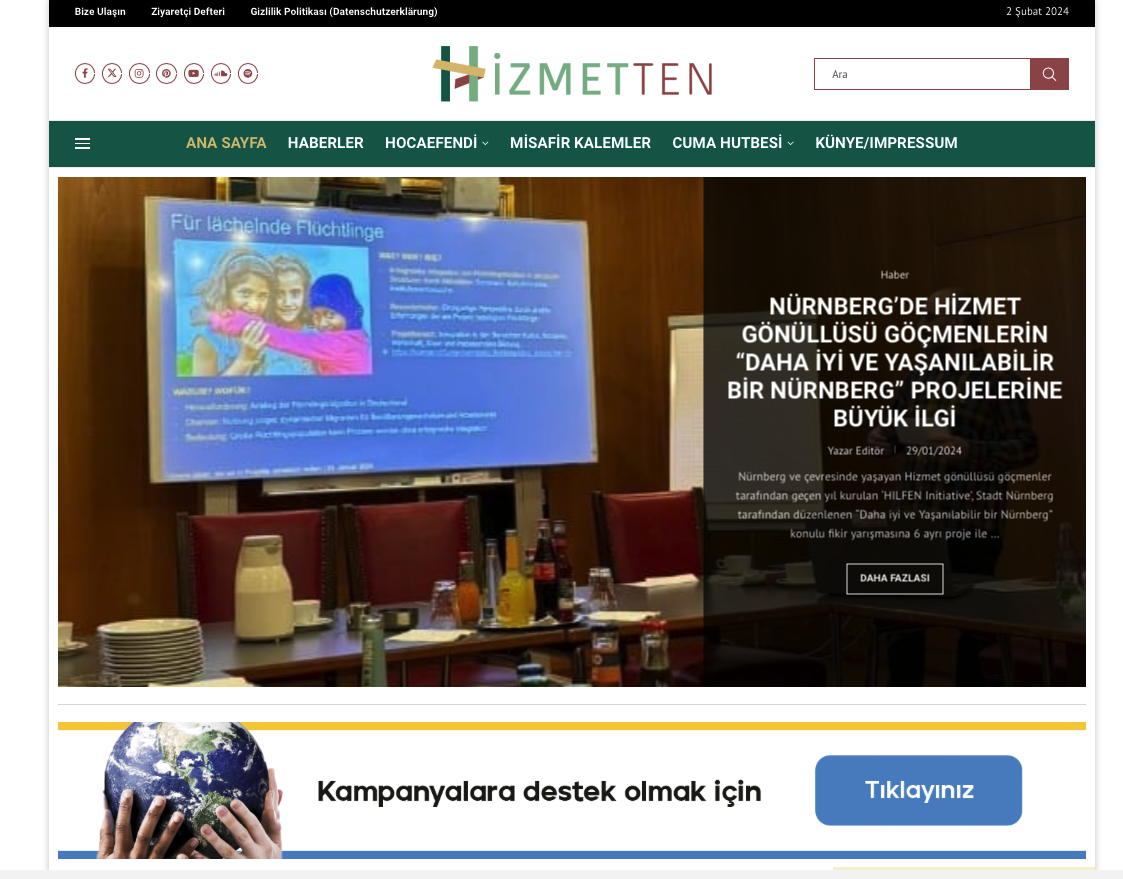 Bize Ulaşın Ziyaretçi Defteri Gizlilik Politikası (Datenschutzerklärung) 2 Şubat 2024
HİZMETTEN
Ara
ANA SAYFA HABERLER HOCAEFENDİ MİSAFİR KALEMLER CUMA HUTBESİ KÜNYE/IMPRESSUM
Für lächelnde Flüchtlinge
Haber
NÜRNBERG’DE HİZMET
GÖNÜLLÜSÜ GÖÇMENLERİN
“DAHA İYİ VE YAŞANILABİLİR
BİR NÜRNBERG” PROJELERİNE
BÜYÜK İLGİ
Yazar Editör 29/01/2024
Nürnberg ve çevresinde yaşayan Hizmet gönüllüsü göçmenler
tarafından geçen yıl kurulan ‘HILFEN Initiative’, Stadt Nürnberg
tarafından düzenlenen “Daha iyi ve Yaşanılabilir bir Nürnberg”
konulu fikir yarışmasına 6 ayrı proje ile ...
DAHA FAZLASI
Kampanyalara destek olmak için Tıklayınız